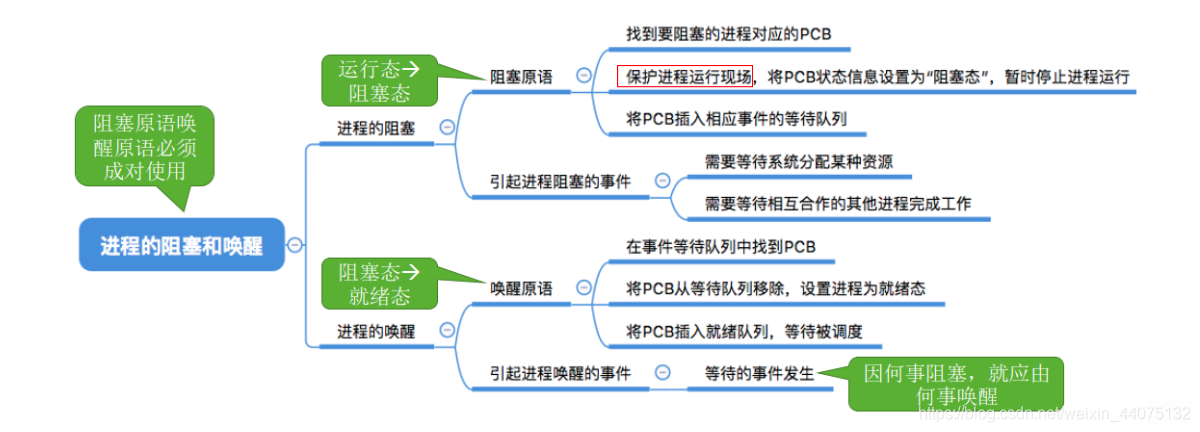 找到要阻塞的进程对应的PCB
运行态→
阻塞态
阻塞原语
保护进程运行现场，将PCB状态信息设置为“阻塞态”，暂时停止进程运行
阻塞原语唤
醒原语必须
成对使用
进程的阻塞
将PCB插入相应事件的等待队列
引起进程阻塞的事件
需要等待系统分配某种资源
需要等待相互合作的其他进程完成工作
进程的阻塞和唤醒
在事件等待队列中找到PCB
阻塞态→
就绪态
唤醒原语
将PCB从等待队列移除，设置进程为就绪态
进程的唤醒
将PCB插入就绪队列，等待被调度
引起进程唤醒的事件
等待的事件发生
因何事阻塞，就应由
何事唤醒
https://blog.csdn.net/weixin_44075132